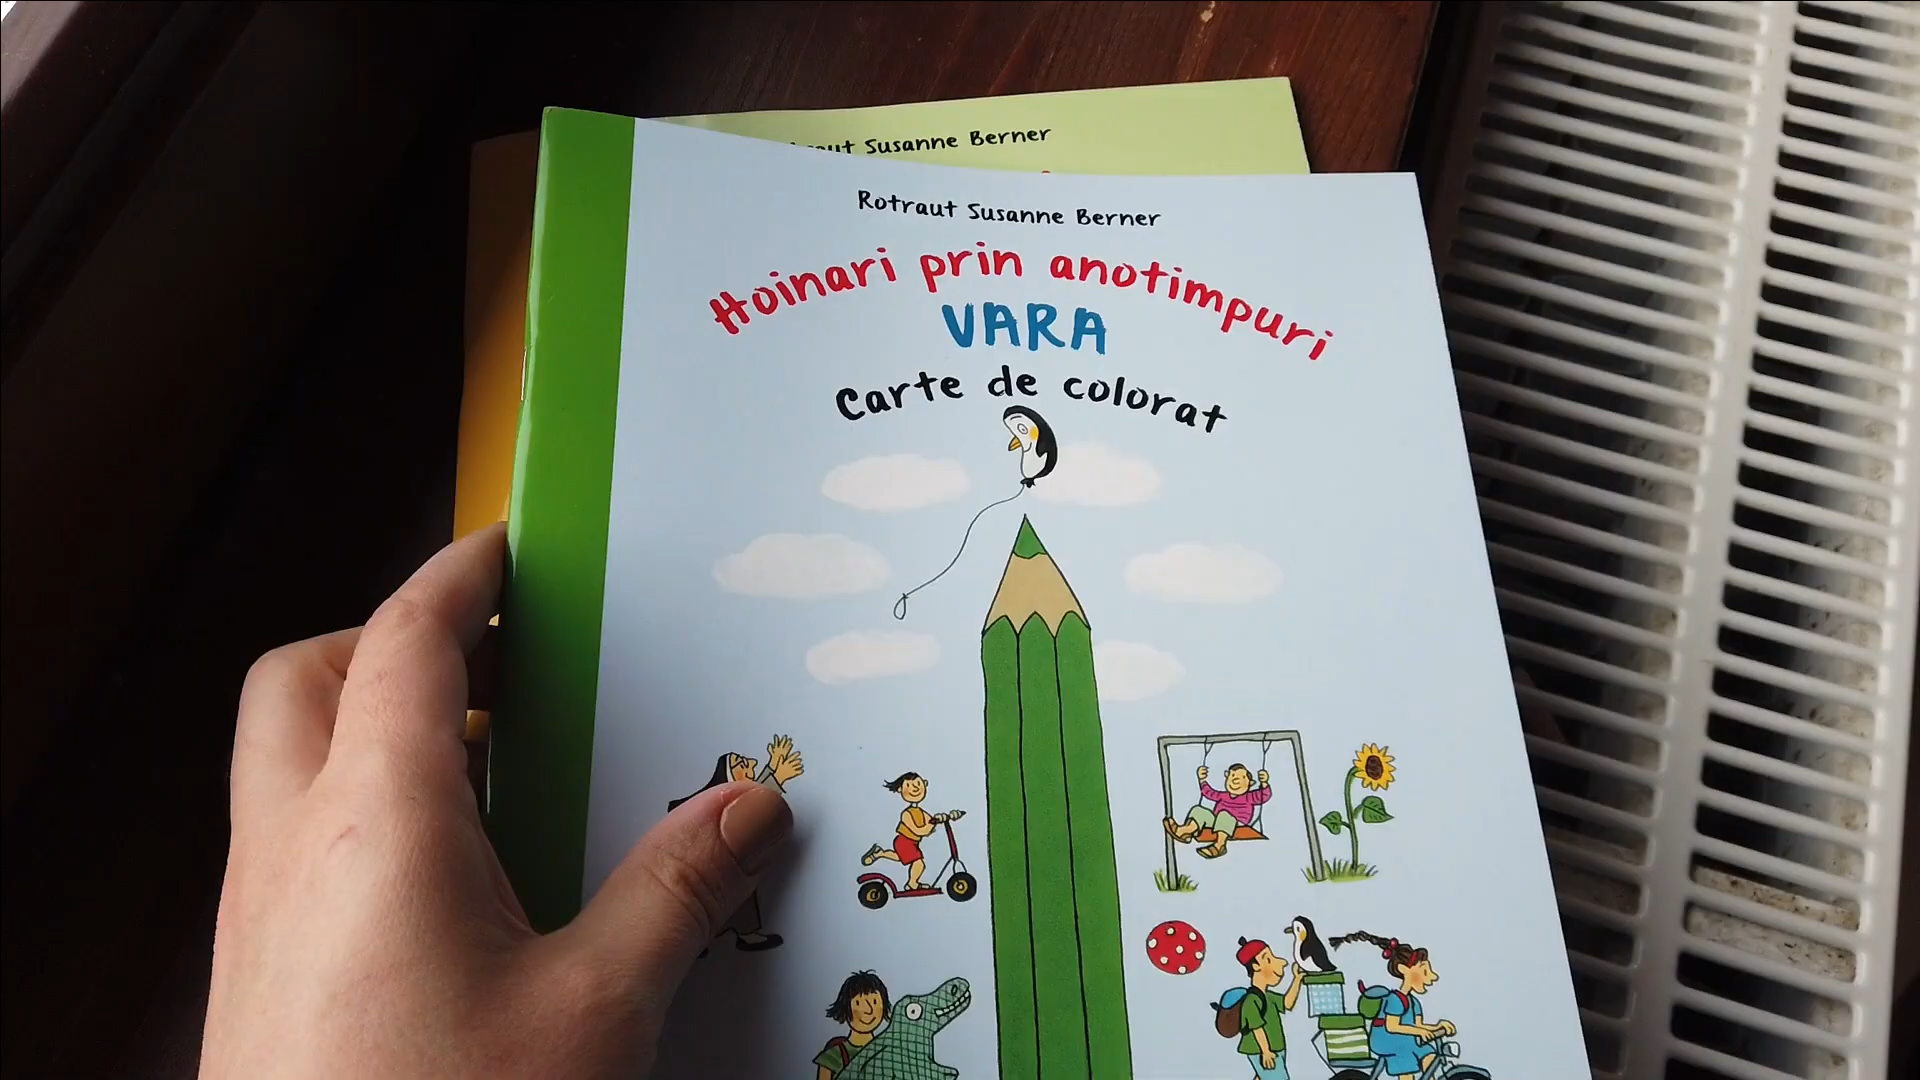 Susanne Berner
Rotraut Susanne Berner
Hoinari prin anotimpuri
VARA
Carte de colorat